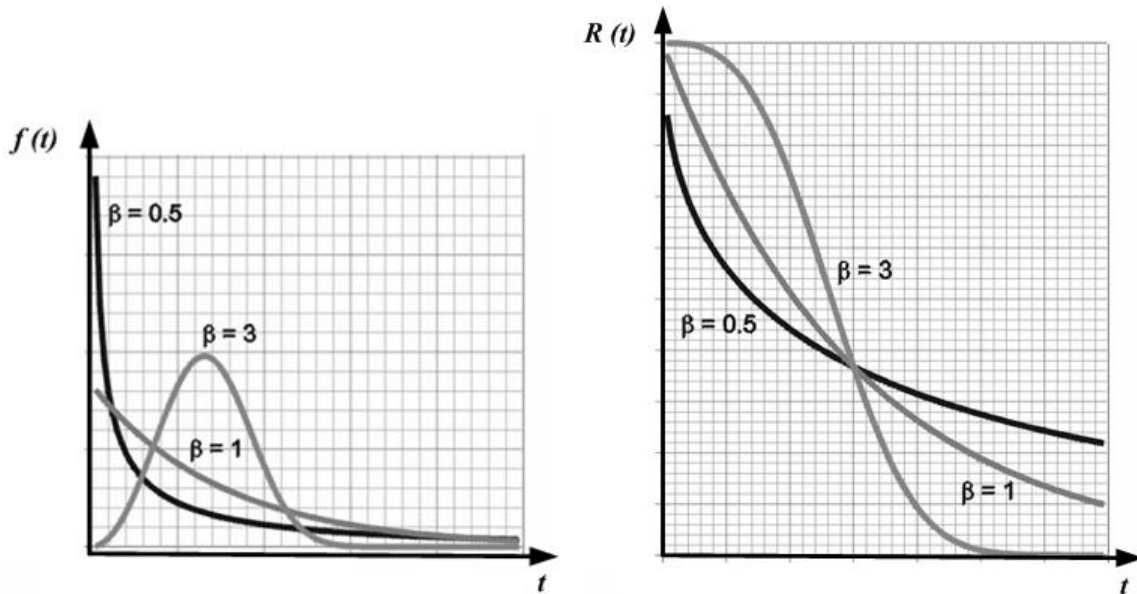 f (t)
β = 0.5
β = 3
β = 1
t
R (t)
β = 3
β = 0.5
β = 1
t